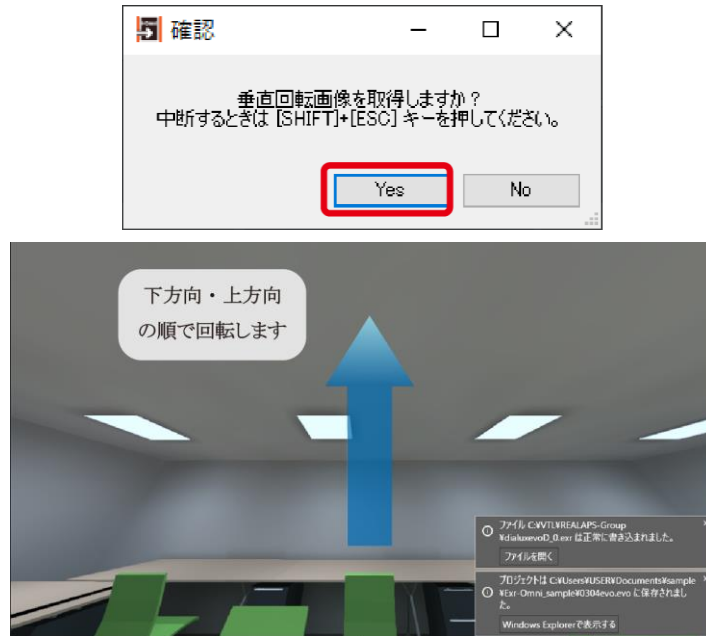 確認
垂直回転画像を取得しますか？
中断するときは [SHIFT]+[ESC] キーを押してください。
Yes
No
下方向・上方向
の順で回転します
ファイル C:¥VTL¥REALAPS-Group
¥dialuxevoD_0.exr は正常に書き込まれました。
ファイルを開く
プロジェクトは C:¥Users¥USER¥Documents¥sample
¥Exr-Omni_sample¥0304evo.evo に保存されまし
た。
Windows Explorerで表示する